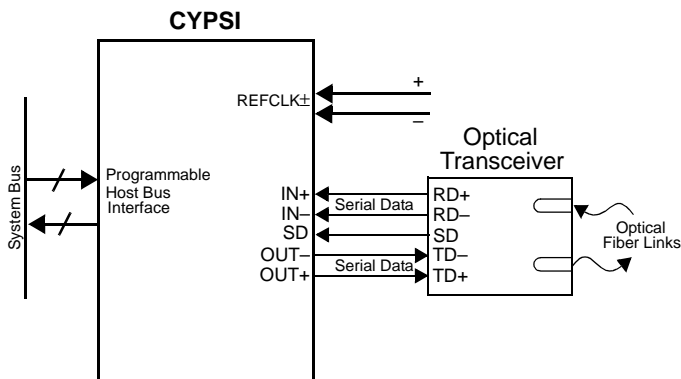 CYPSI
REFCLK±
+
–
Optical
Transceiver
System Bus
Programmable
Host Bus
Interface
IN+
Serial Data
RD+
IN–
RD–
SD
SD
OUT–
TD–
OUT+
Serial Data
TD+
Optical
Fiber Links